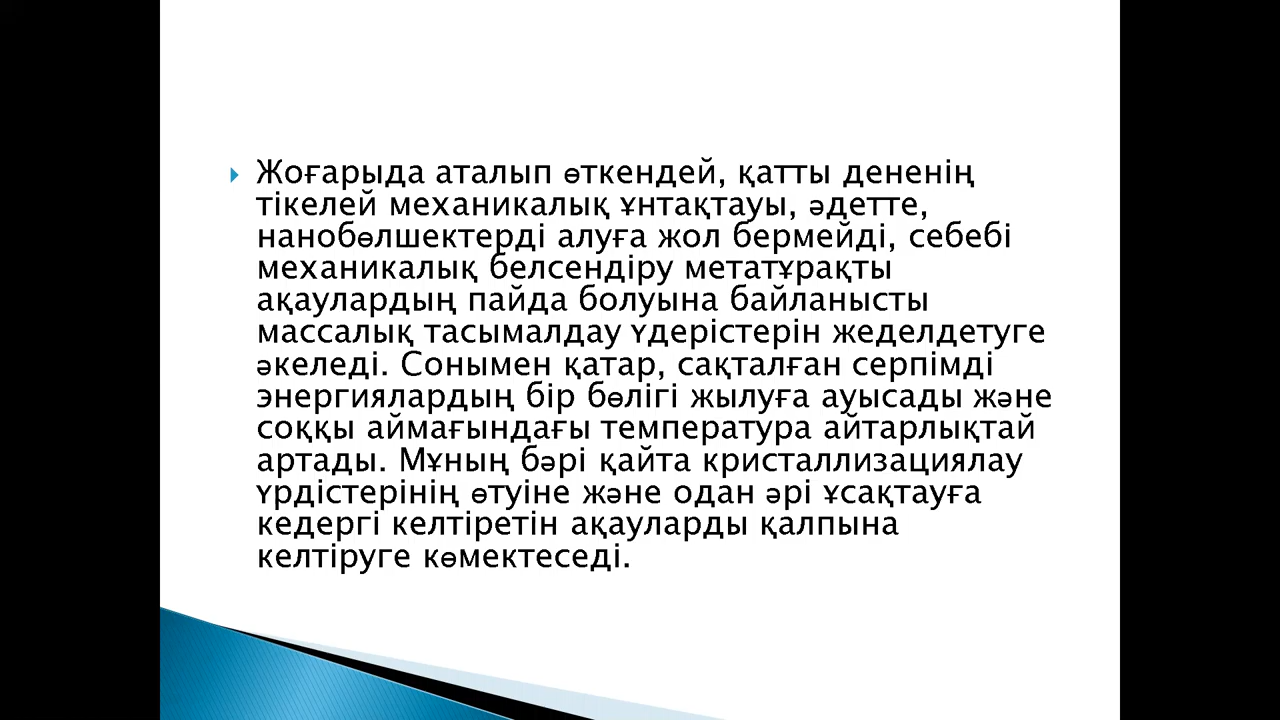 Жоғарыда аталып өткендей, қатты дененің
тікелей механикалық ұнтақтауы, әдетте,
нанобөлшектерді алуға жол бермейді, себебі
механикалық белсендіру метатұрақты
ақаулардың пайда болуына байланысты
массалық тасымалдау үдерістерін жеделдетуге
әкеледі. Сонымен қатар, сақталған серпімді
энергиялардың бір бөлігі жылуға ауысады және
соққы аймағындағы температура айтарлықтай
артады. Мұның бәрі қайта кристаллизациялау
үрдістерінің өтуіне және одан әрі ұсақтауға
кедергі келтіретін ақауларды қалпына
келтіруге көмектеседі.